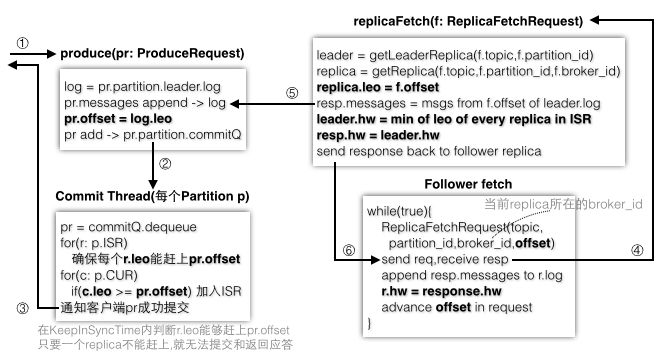 ①
produce(pr: ProduceRequest)
log = pr.partition.leader.log
pr.messages append -> log
pr.offset = log.leo
pr add -> pr.partition.commitQ
②
Commit Thread(每个Partition p)
pr = commitQ.dequeue
for(r: p.ISR)
确保每个r.leo能赶上pr.offset
for(c: p.CUR)
if(c.leo >= pr.offset) 加入ISR
通知客户端pr成功提交
③
在KeepInSyncTime内判断r.leo能够赶上pr.offset
只要一个replica不能赶上,就无法提交和返回应答
replicaFetch(f: ReplicaFetchRequest)
leader = getLeaderReplica(f.topic,f.partition_id)
replica = getReplica(f.topic,f.partition_id,f.broker_id)
replica.leo = f.offset
resp.messages = msgs from f.offset of leader.log
leader.hw = min of leo of every replica in ISR
resp.hw = leader.hw
send response back to follower replica
⑤
Follower fetch
当前replica所在的broker_id
while(true){
ReplicaFetchRequest(topic,
partition_id,broker_id,offset)
send req,receive resp
append resp.messages to r.log
r.hw = response.hw
advance offset in request
}
⑥
④